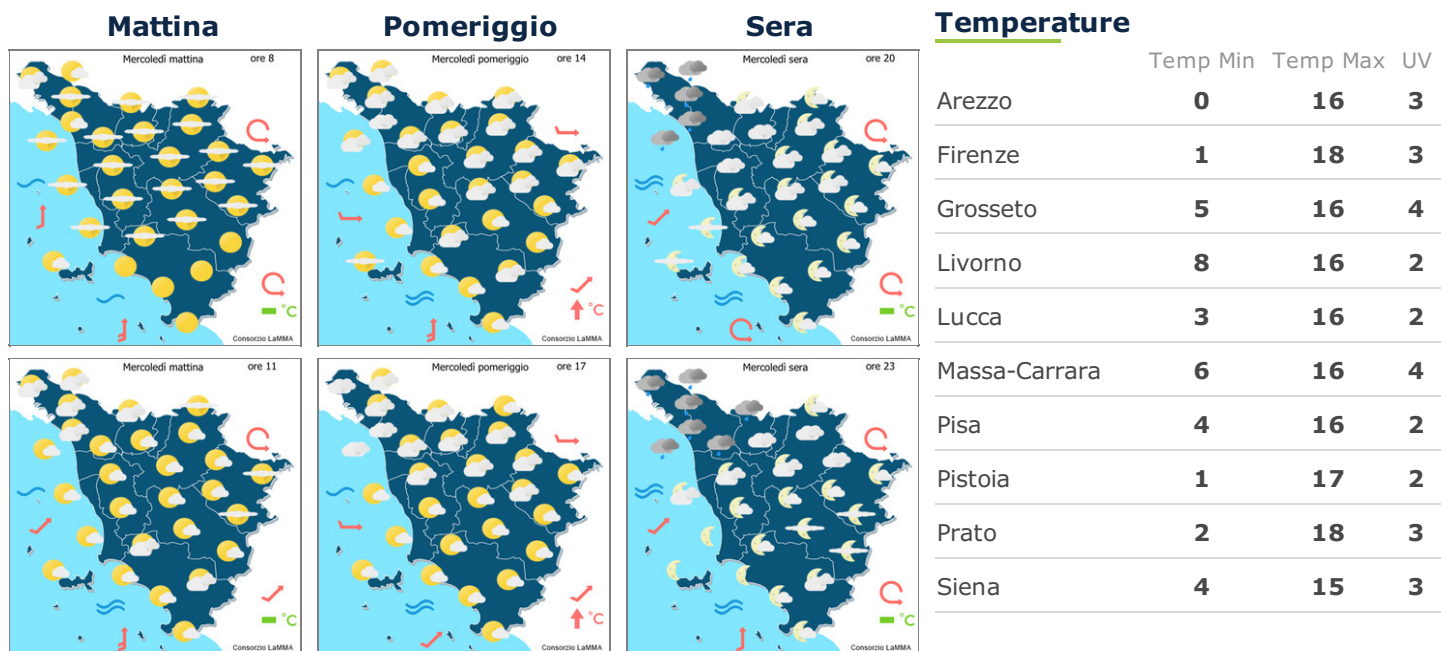 Mattina
Pomeriggio
Sera
Mercoledì mattina ore 8
°C
Consorzio LaMMA
Mercoledì pomeriggio ore 14
°C
Consorzio LaMMA
Mercoledì sera ore 20
°C
Consorzio LaMMA
Mercoledì mattina ore 11
°C
Consorzio LaMMA
Mercoledì pomeriggio ore 17
°C
Consorzio LaMMA
Mercoledì sera ore 23
°C
Consorzio LaMMA
Temperature
Temp Min Temp Max UV
Arezzo 0 16 3
Firenze 1 18 3
Grosseto 5 16 4
Livorno 8 16 2
Lucca 3 16 2
Massa-Carrara 6 16 4
Pisa 4 16 2
Pistoia 1 17 2
Prato 2 18 3
Siena 4 15 3